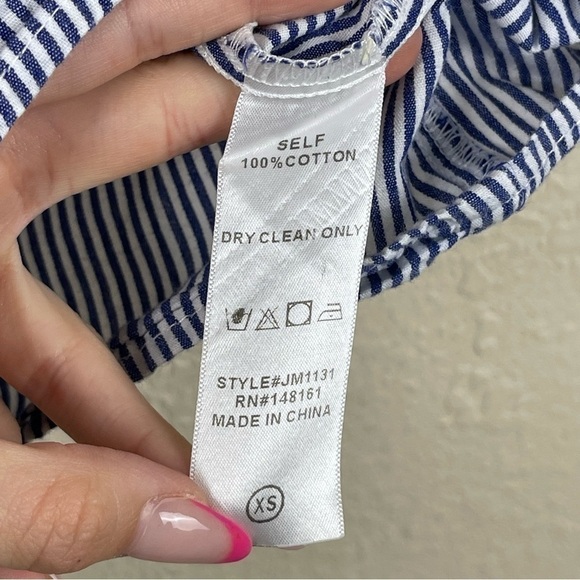 SELF
100%COTTON
DRY CLEAN ONLY
STYLE#JM1131
RN#148161
MADE IN CHINA
XS